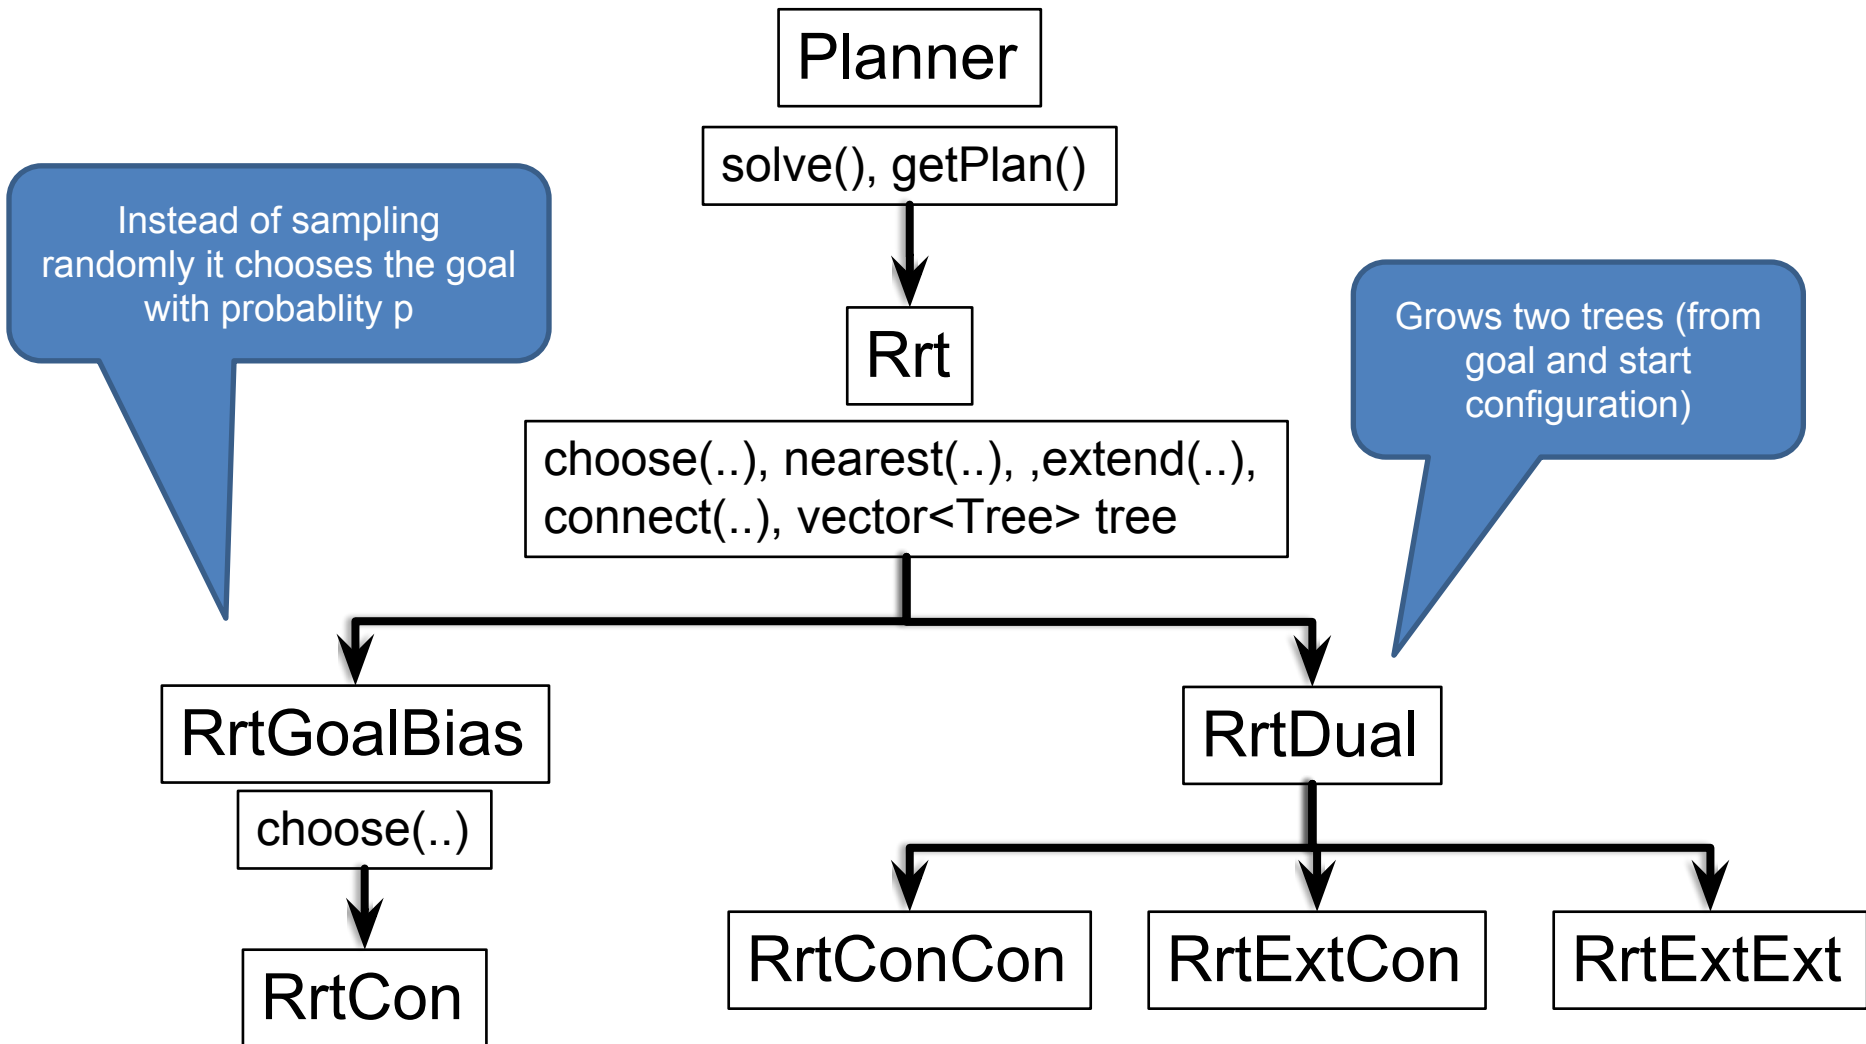 Planner
solve(), getPlan()
Instead of sampling
randomly it chooses the goal
with probablity p
Grows two trees (from
goal and start
configuration)
Rrt
choose(..), nearest(..), ,extend(..),
connect(..), vector<Tree> tree
RrtGoalBias
RrtDual
choose(..)
RrtCon
RrtConCon
RrtExtCon
RrtExtExt